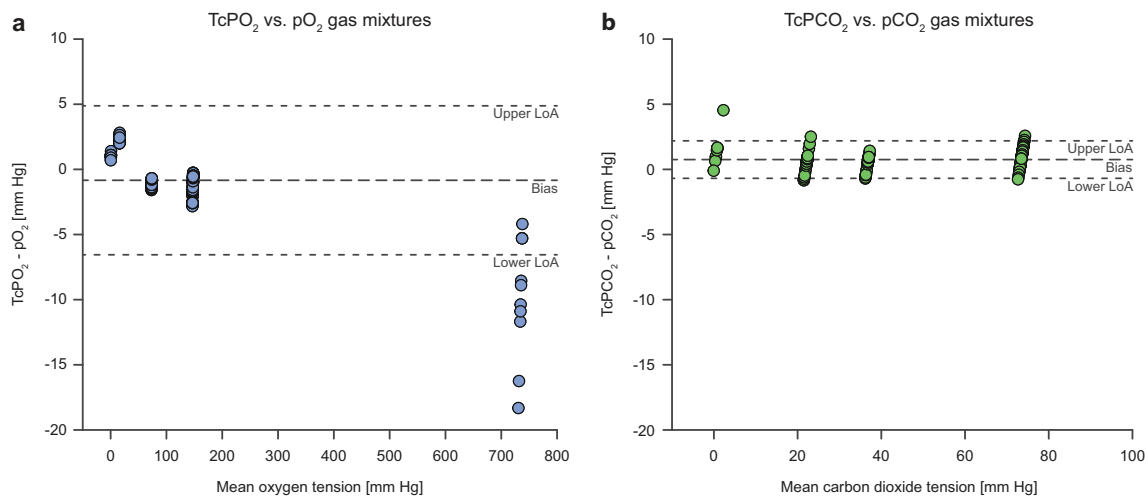 a
TcPO2 vs. pO2 gas mixtures
10
5
0
-5
-10
-15
-20
TcPO2 - pO2 [mm Hg]
Upper LoA
Bias
Lower LoA
0 100 200 300 400 500 600 700 800
Mean oxygen tension [mm Hg]
b
TcPCO2 vs. pCO2 gas mixtures
10
5
0
-5
-10
-15
-20
TcPCO2 - pCO2 [mm Hg]
Upper LoA
Bias
Lower LoA
0 20 40 60 80 100
Mean carbon dioxide tension [mm Hg]